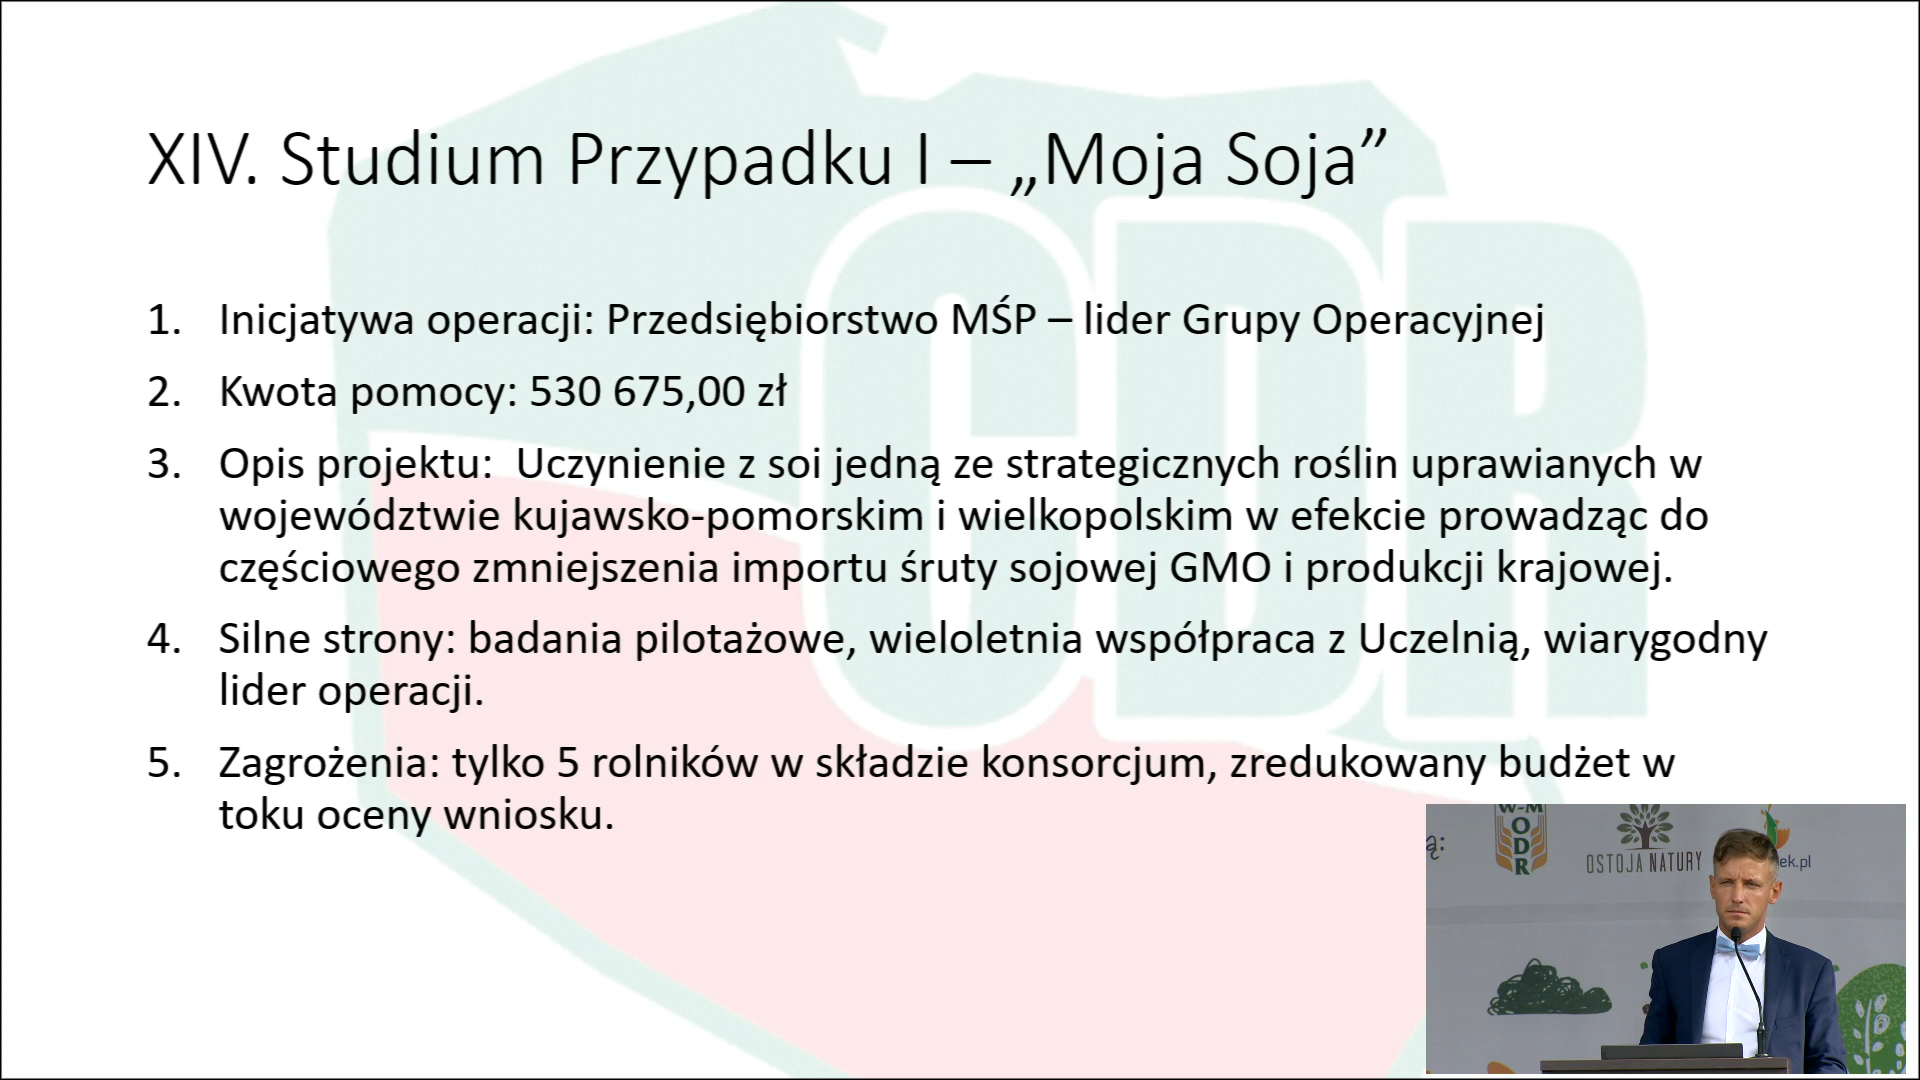 XIV. Studium Przypadku I – „Moja Soja”
1. Inicjatywa operacji: Przedsiębiorstwo MŚP – lider Grupy Operacyjnej
2. Kwota pomocy: 530 675,00 zł
3. Opis projektu: Uczynienie z soi jedną ze strategicznych roślin uprawianych w
województwie kujawsko-pomorskim i wielkopolskim w efekcie prowadząc do
częściowego zmniejszenia importu śruty sojowej GMO i produkcji krajowej.
4. Silne strony: badania pilotażowe, wieloletnia współpraca z Uczelnią, wiarygodny
lider operacji.
5. Zagrożenia: tylko 5 rolników w składzie konsorcjum, zredukowany budżet w
toku oceny wniosku.
CDR
W-M
ODR
OSTOJA NATURY